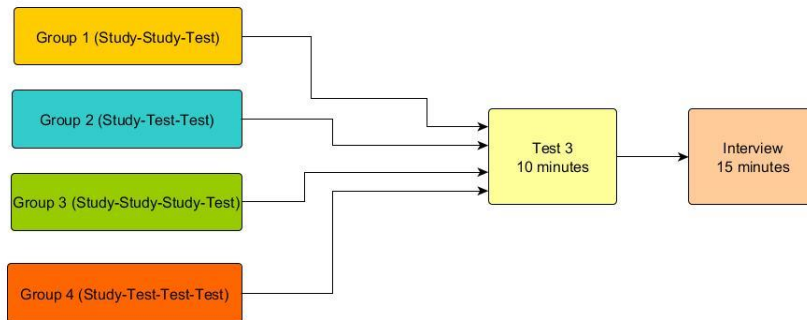 Group 1 (Study-Study-Test)
Group 2 (Study-Test-Test)
Group 3 (Study-Study-Study-Test)
Group 4 (Study-Test-Test-Test)
Test 3
10 minutes
Interview
15 minutes